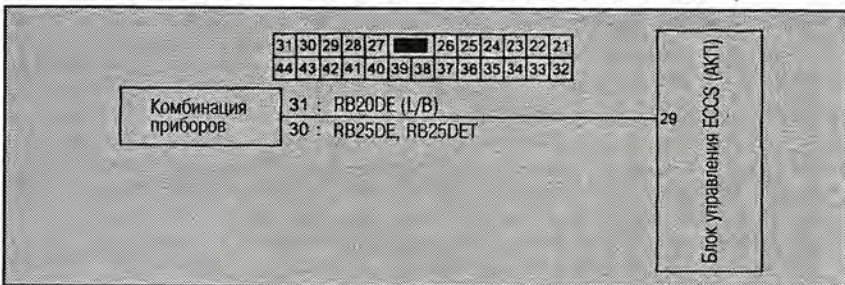 31 30 29 28 27 26 25 24 23 22 21
44 43 42 41 40 39 38 37 36 35 34 33 32
Комбинация
приборов
31 : RB20DE (L/B)
30 : RB25DE, RB25DET
29
Блок управления ECCS (АКП)